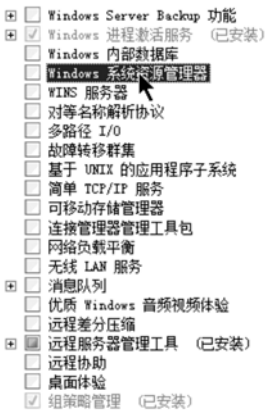 Windows Server Backup 功能
Windows 进程激活服务 (已安装)
Windows 内部数据库
Windows 系统资源管理器
WINS 服务器
对等名称解析协议
多路径 I/O
故障转移群集
基于 UNIX 的应用程序子系统
简单 TCP/IP 服务
可移动存储管理器
连接管理器管理工具包
网络负载平衡
无线 LAN 服务
消息队列
优质 Windows 音频视频体验
远程差分压缩
远程服务器管理工具 (已安装)
远程协助
桌面体验
组策略管理 (已安装)